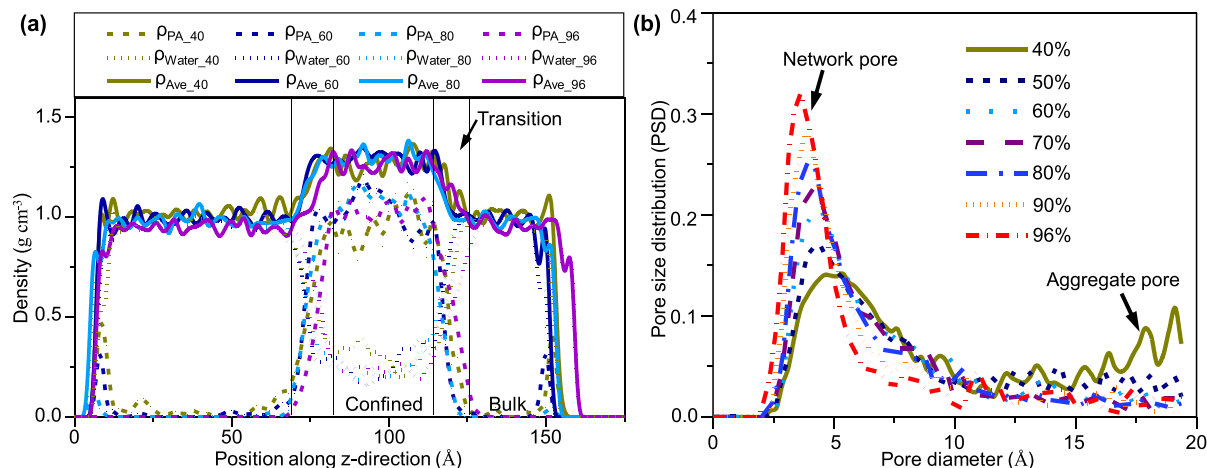 (a)
ρPA_40 ρPA_60 ρPA_80 ρPA_96
ρWater_40 ρWater_60 ρWater_80 ρWater_96
ρAve_40 ρAve_60 ρAve_80 ρAve_96
1.5
1.0
0.5
0.0
Density (g cm⁻³)
Transition
Confined
Bulk
0 50 100 150
Position along z-direction (Å)
(b)
0.4
0.3
0.2
0.1
0.0
Pore size distribution (PSD)
Network pore
Aggregate pore
40%
50%
60%
70%
80%
90%
96%
0 5 10 15 20
Pore diameter (Å)